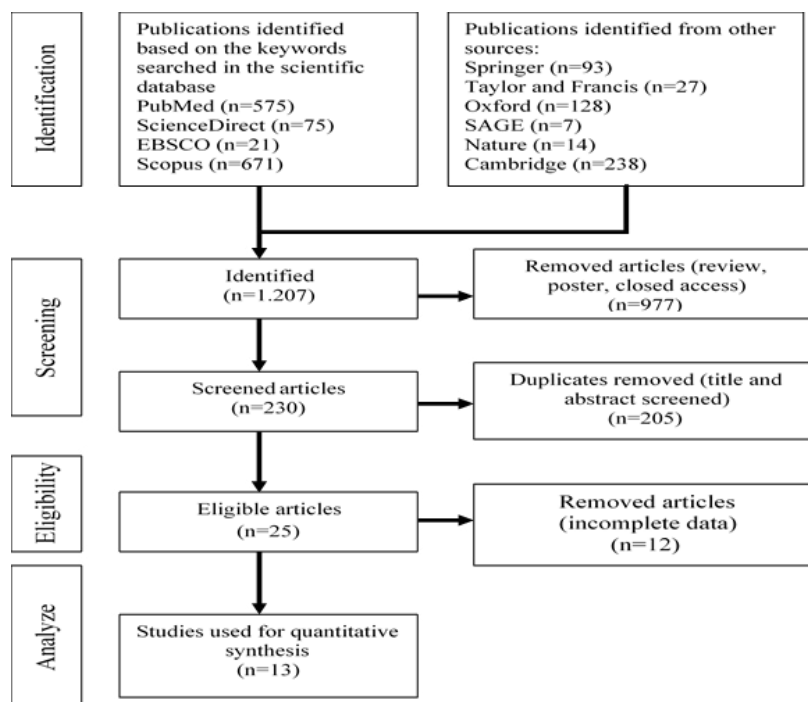 Identification
Publications identified
based on the keywords
searched in the scientific
database
PubMed (n=575)
ScienceDirect (n=75)
EBSCO (n=21)
Scopus (n=671)
Publications identified from other
sources:
Springer (n=93)
Taylor and Francis (n=27)
Oxford (n=128)
SAGE (n=7)
Nature (n=14)
Cambridge (n=238)
Screening
Identified
(n=1.207)
Removed articles (review,
poster, closed access)
(n=977)
Screened articles
(n=230)
Duplicates removed (title and
abstract screened)
(n=205)
Eligibility
Eligible articles
(n=25)
Removed articles
(incomplete data)
(n=12)
Analyze
Studies used for quantitative
synthesis
(n=13)